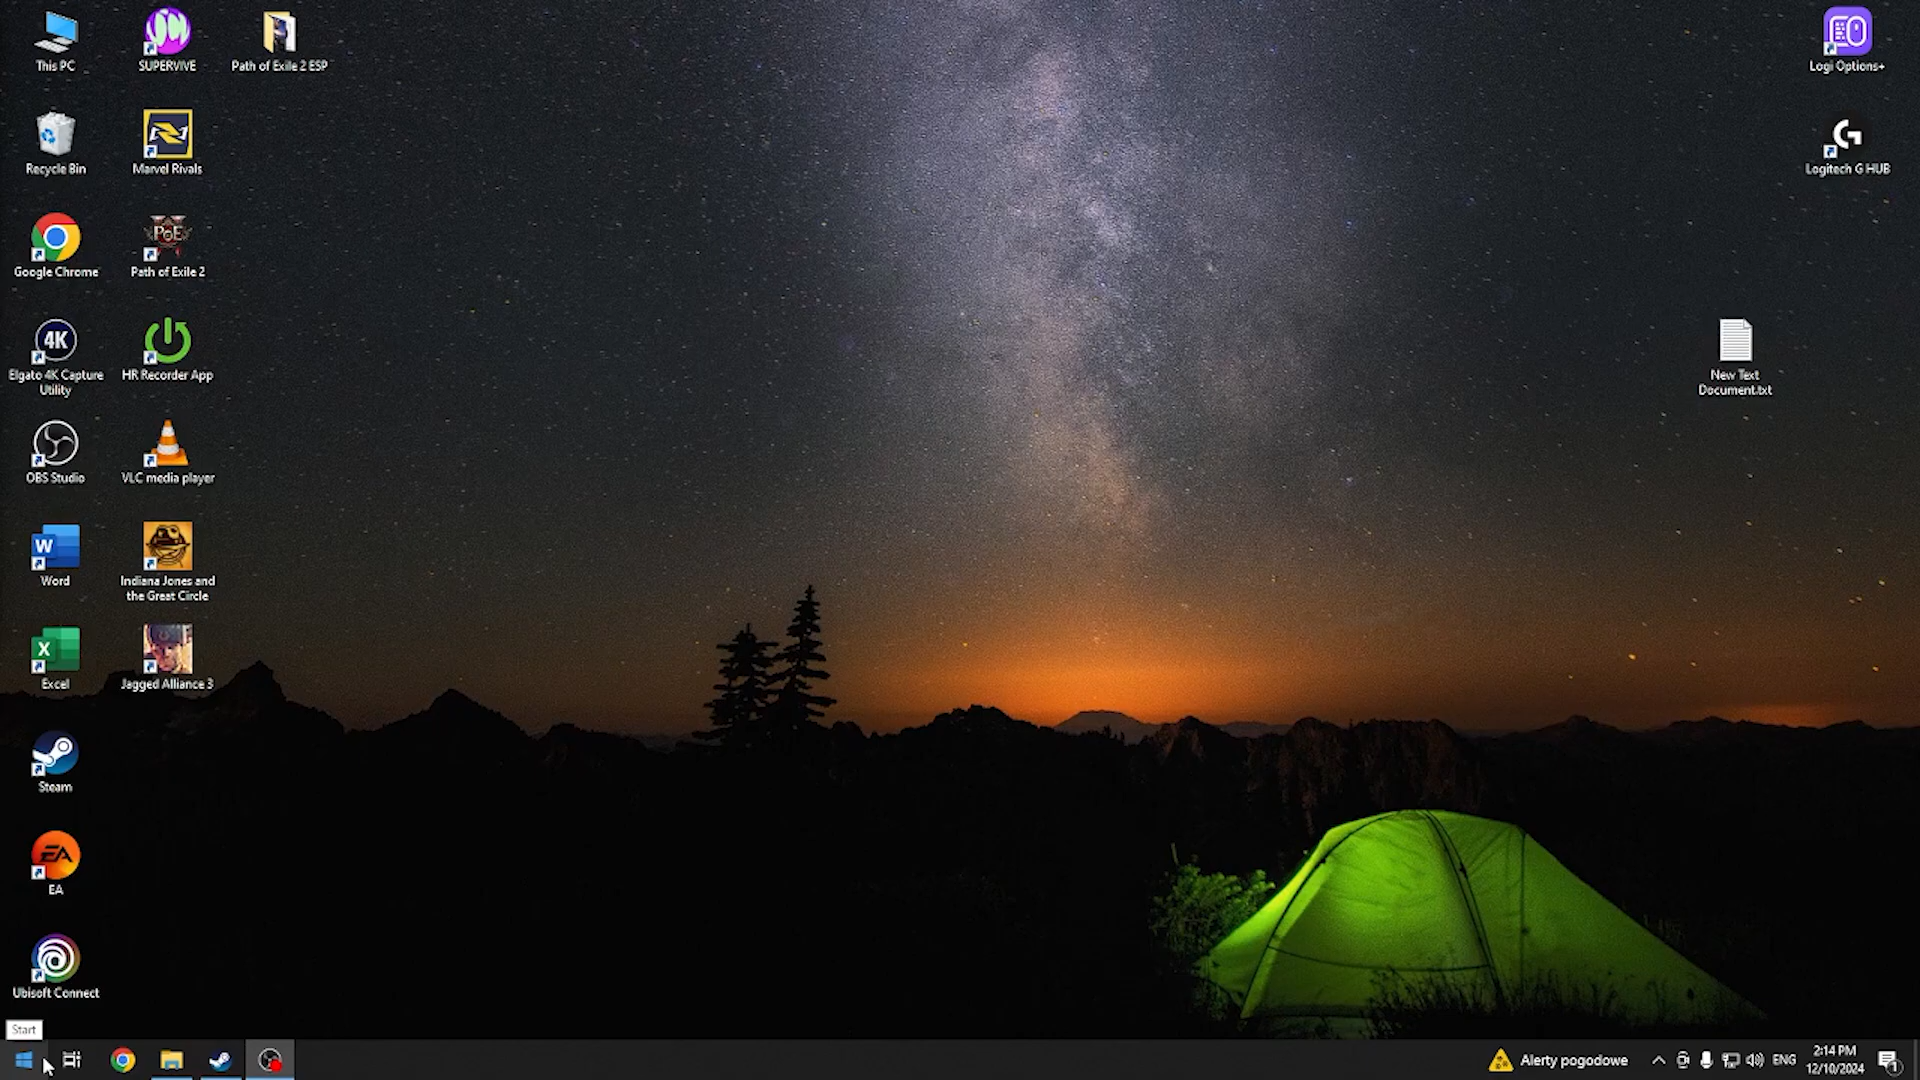 This PC
SUPERVIVE
Path of Exile 2 ESP
Logi Options+
Recycle Bin
Marvel Rivals
Logitech G HUB
Google Chrome
PoE
Path of Exile 2
4K
Elgato 4K Capture
Utility
HR Recorder App
New Text
Document.txt
OBS Studio
VLC media player
W
Word
Indiana Jones and
the Great Circle
X
Excel
Jagged Alliance 3
Steam
EA
EA
Ubisoft Connect
Start
Alerty pogodowe
ENG
2:14 PM
12/10/2024
1